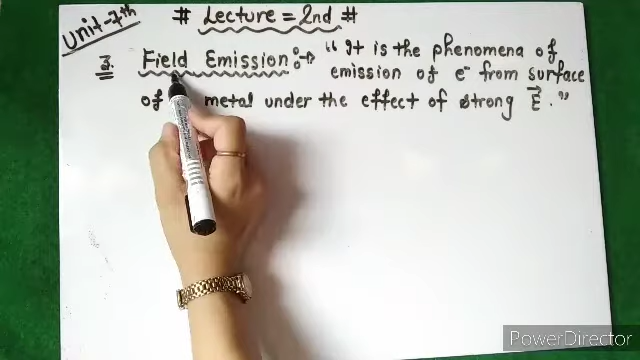 Unit-7th
# Lecture = 2nd #
3. Field Emission :→ " It is the phenomena of
emission of e⁻ from surface
of metal under the effect of strong E⃗ . "
PowerDirector